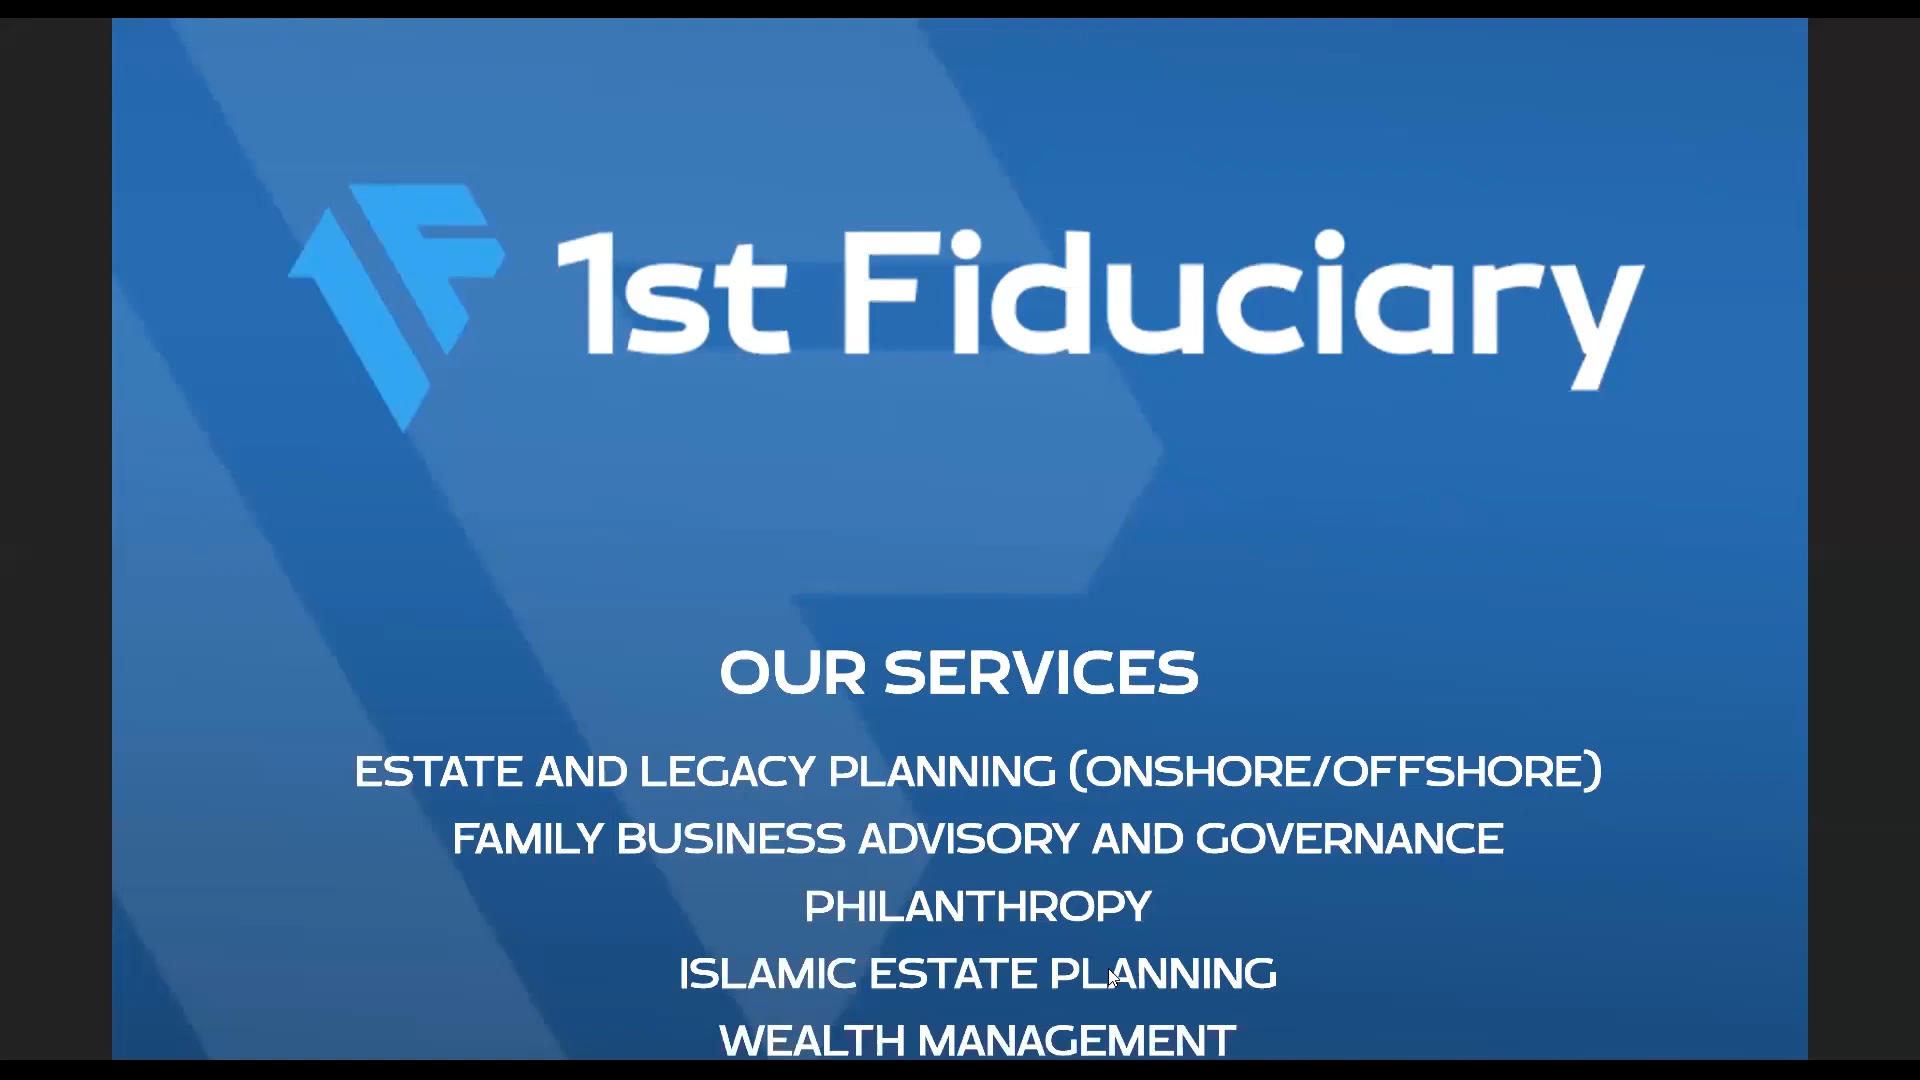 1F
1st Fiduciary
OUR SERVICES
ESTATE AND LEGACY PLANNING (ONSHORE/OFFSHORE)
FAMILY BUSINESS ADVISORY AND GOVERNANCE
PHILANTHROPY
ISLAMIC ESTATE PLANNING
WEALTH MANAGEMENT